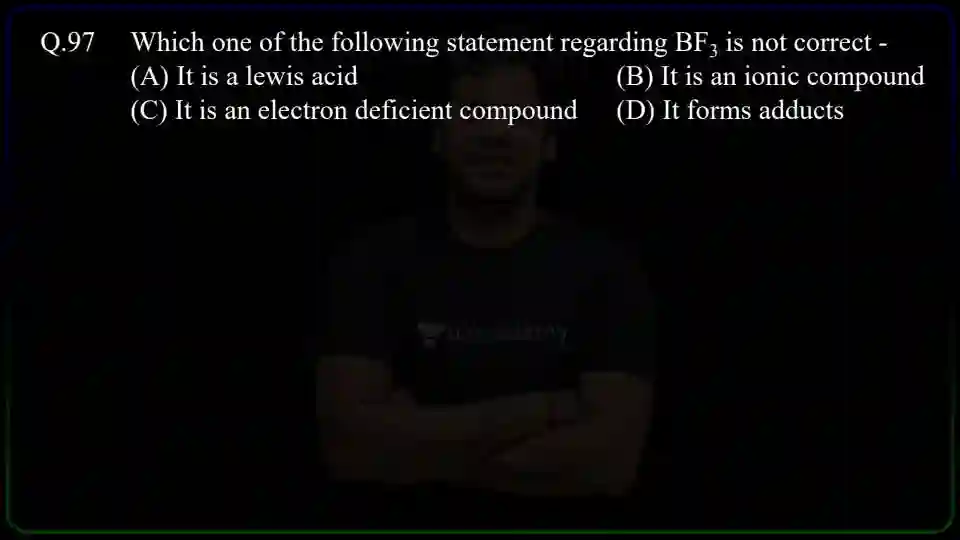 Q.97 Which one of the following statement regarding BF₃ is not correct -
(A) It is a lewis acid (B) It is an ionic compound
(C) It is an electron deficient compound (D) It forms adducts